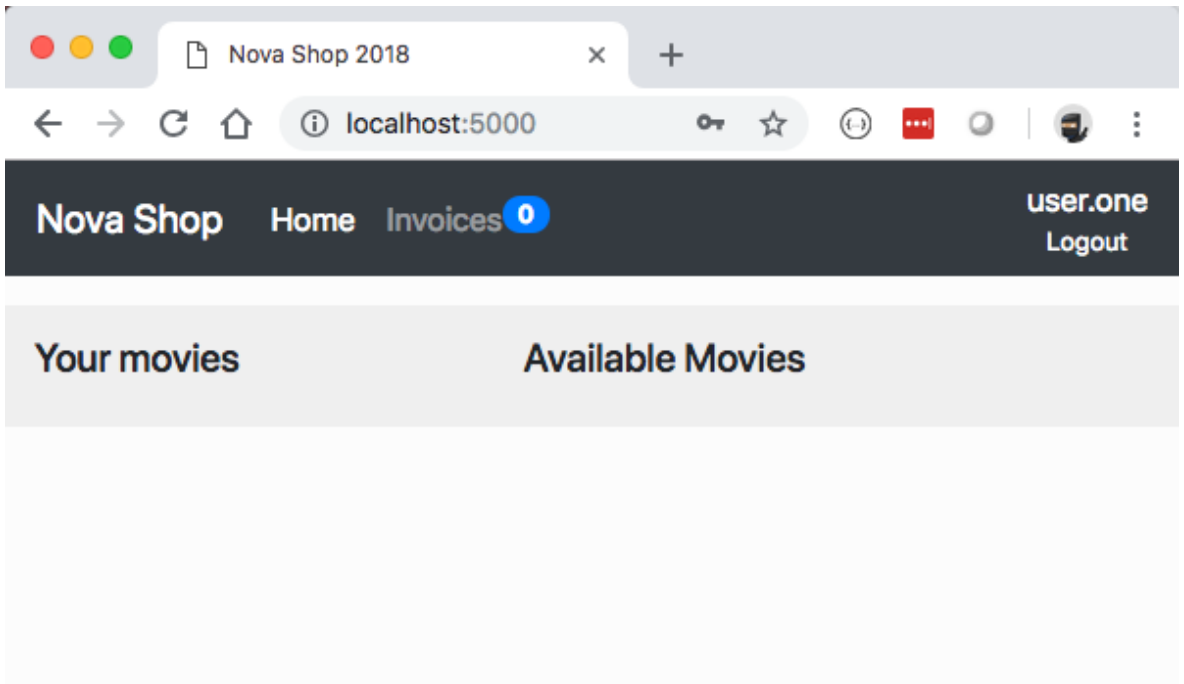 Nova Shop 2018
localhost:5000
Nova Shop Home Invoices 0 user.one
Logout
Your movies Available Movies